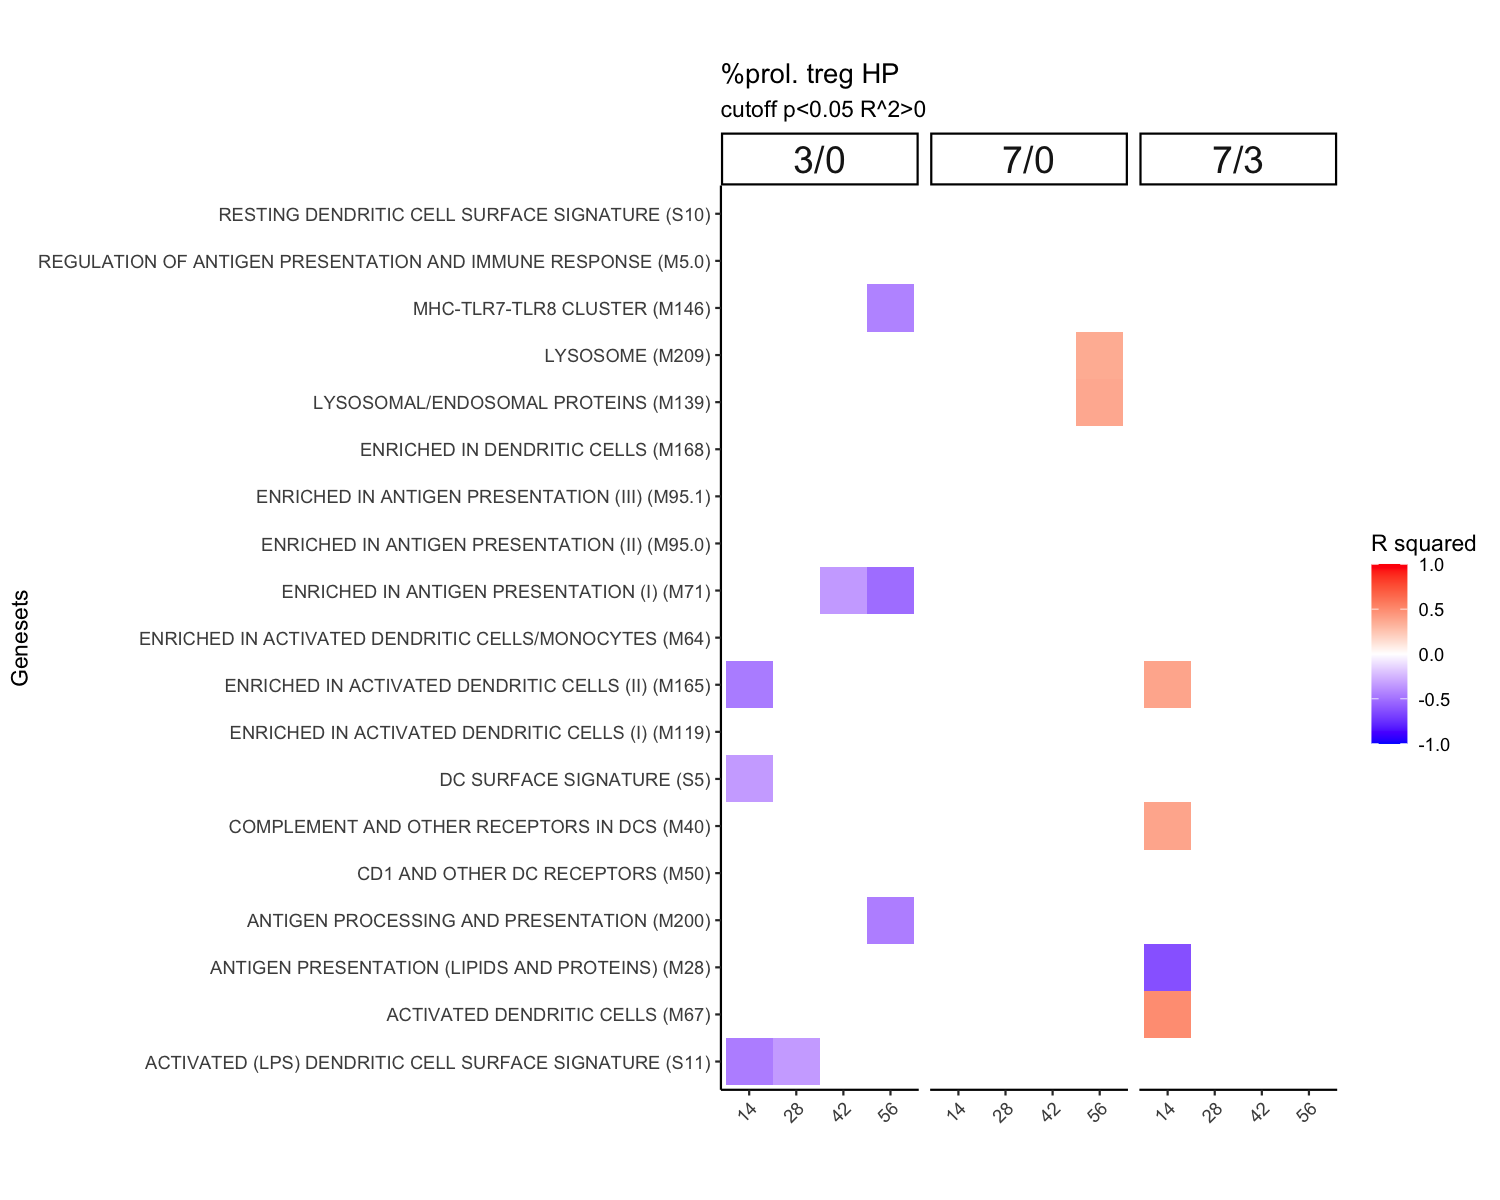 %prol. treg HP
cutoff p<0.05 R^2>0
3/0 7/0 7/3
RESTING DENDRITIC CELL SURFACE SIGNATURE (S10)
REGULATION OF ANTIGEN PRESENTATION AND IMMUNE RESPONSE (M5.0)
MHC-TLR7-TLR8 CLUSTER (M146)
LYSOSOME (M209)
LYSOSOMAL/ENDOSOMAL PROTEINS (M139)
ENRICHED IN DENDRITIC CELLS (M168)
ENRICHED IN ANTIGEN PRESENTATION (III) (M95.1)
ENRICHED IN ANTIGEN PRESENTATION (II) (M95.0)
ENRICHED IN ANTIGEN PRESENTATION (I) (M71)
ENRICHED IN ACTIVATED DENDRITIC CELLS/MONOCYTES (M64)
ENRICHED IN ACTIVATED DENDRITIC CELLS (II) (M165)
ENRICHED IN ACTIVATED DENDRITIC CELLS (I) (M119)
DC SURFACE SIGNATURE (S5)
COMPLEMENT AND OTHER RECEPTORS IN DCS (M40)
CD1 AND OTHER DC RECEPTORS (M50)
ANTIGEN PROCESSING AND PRESENTATION (M200)
ANTIGEN PRESENTATION (LIPIDS AND PROTEINS) (M28)
ACTIVATED DENDRITIC CELLS (M67)
ACTIVATED (LPS) DENDRITIC CELL SURFACE SIGNATURE (S11)
Genesets
14 28 42 56 14 28 42 56 14 28 42 56
R squared
1.0
0.5
0.0
-0.5
-1.0